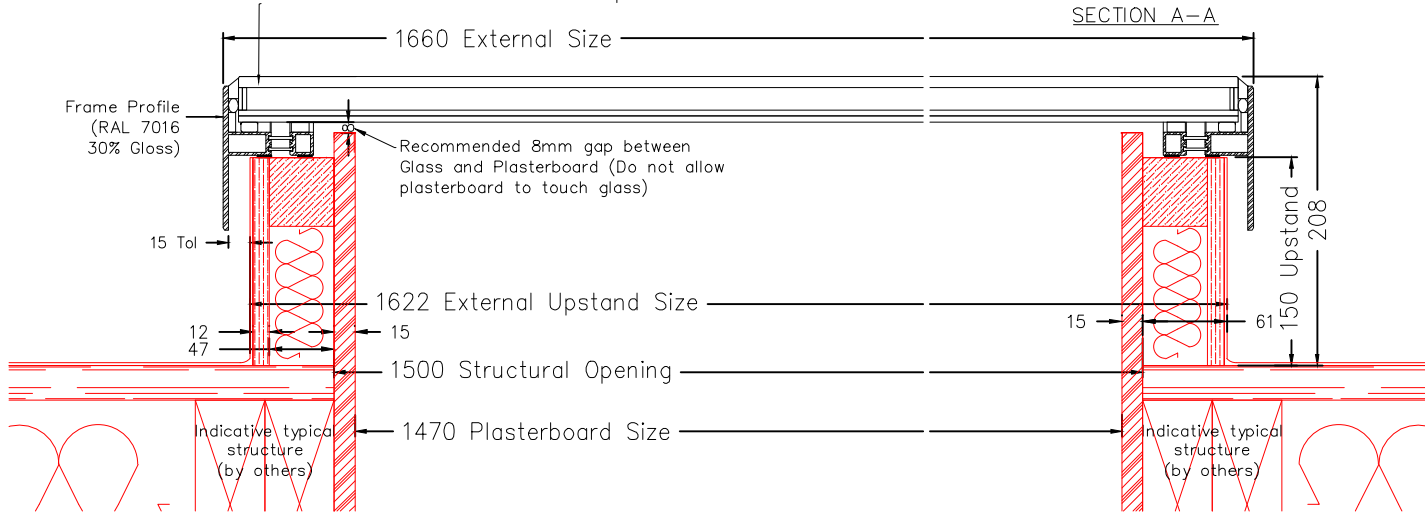 SECTION A-A
1660 External Size
Frame Profile
(RAL 7016
30% Gloss)
8
Recommended 8mm gap between
Glass and Plasterboard (Do not allow
plasterboard to touch glass)
15 Tol
150 Upstand
208
1622 External Upstand Size
12
15
15
61
47
1500 Structural Opening
1470 Plasterboard Size
Indicative typical
structure
(by others)
Indicative typical
structure
(by others)